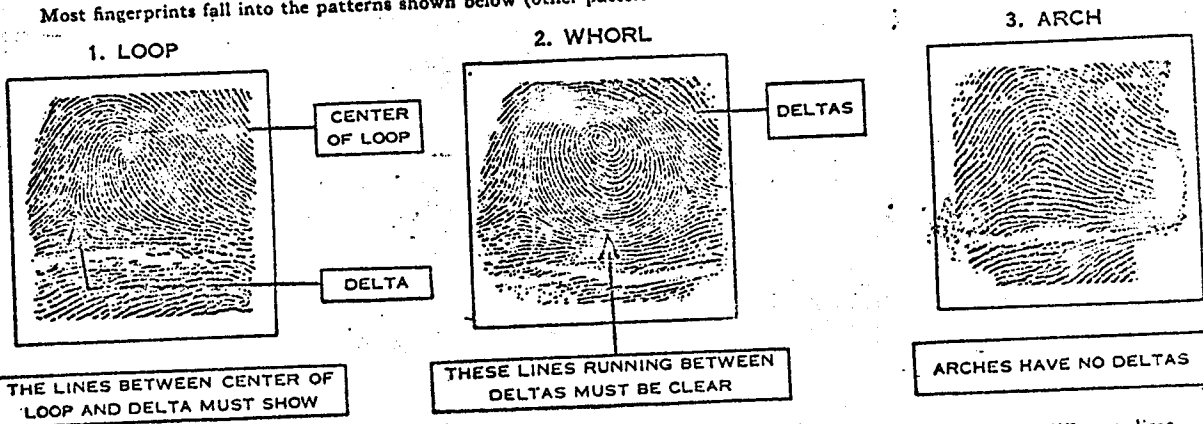 Most fingerprints fall into the patterns shown below (other
1. LOOP
2. WHORL
3. ARCH
CENTER
OF LOOP
DELTAS
DELTA
THE LINES BETWEEN CENTER OF
LOOP AND DELTA MUST SHOW
THESE LINES RUNNING BETWEEN
DELTAS MUST BE CLEAR
ARCHES HAVE NO DELTAS
lines